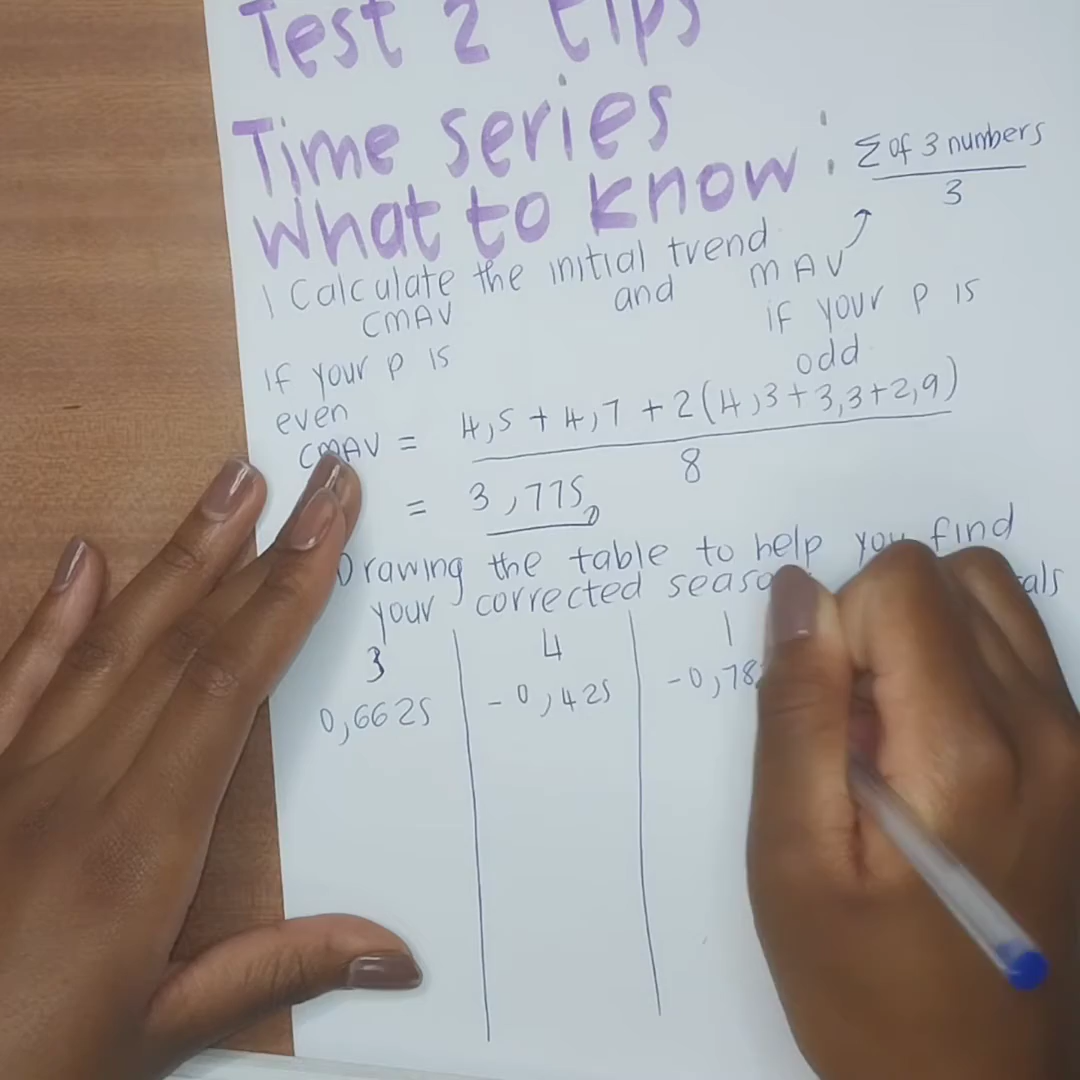 Test 2 tips
Time series
What to know :
Σ of 3 numbers
3
1 Calculate the initial trend
CMAV and MAV
If your p is even
if your p is odd
CMAV = 4,5 + 4,7 + 2(4,3+3,3+2,9)
8
= 3,775
Drawing the table to help you find
your corrected
3 4 1
0,6625 -0,425 -0,78